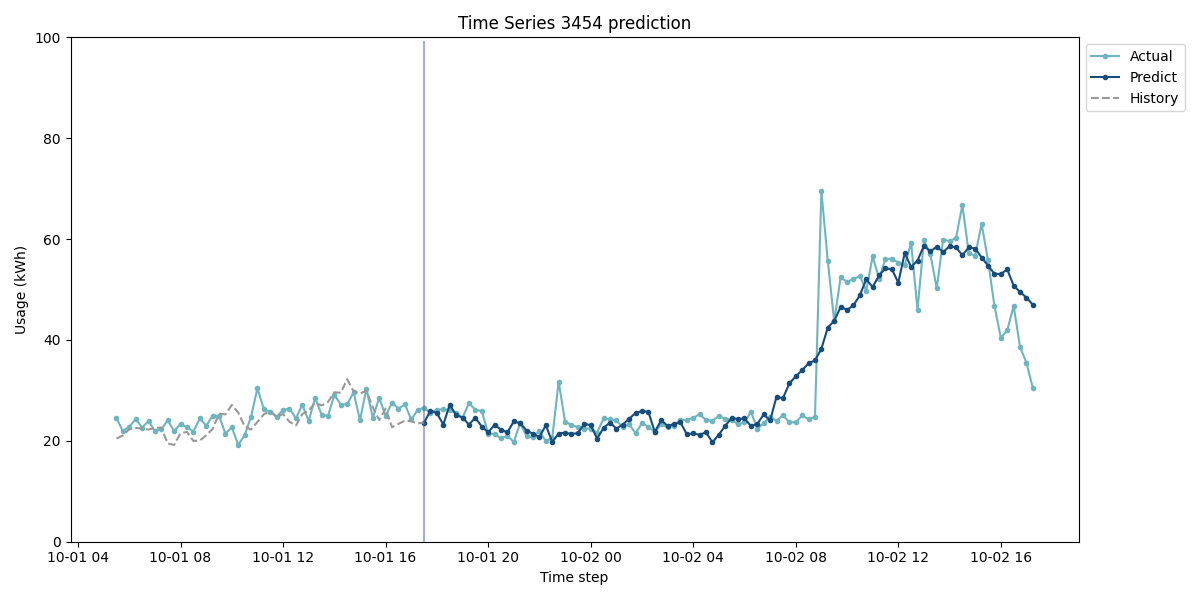 Time Series 3454 prediction
100
80
60
40
20
0
Usage (kWh)
10-01 04
10-01 08
10-01 12
10-01 16
10-01 20
10-02 00
10-02 04
10-02 08
10-02 12
10-02 16
Time step
Actual
Predict
History